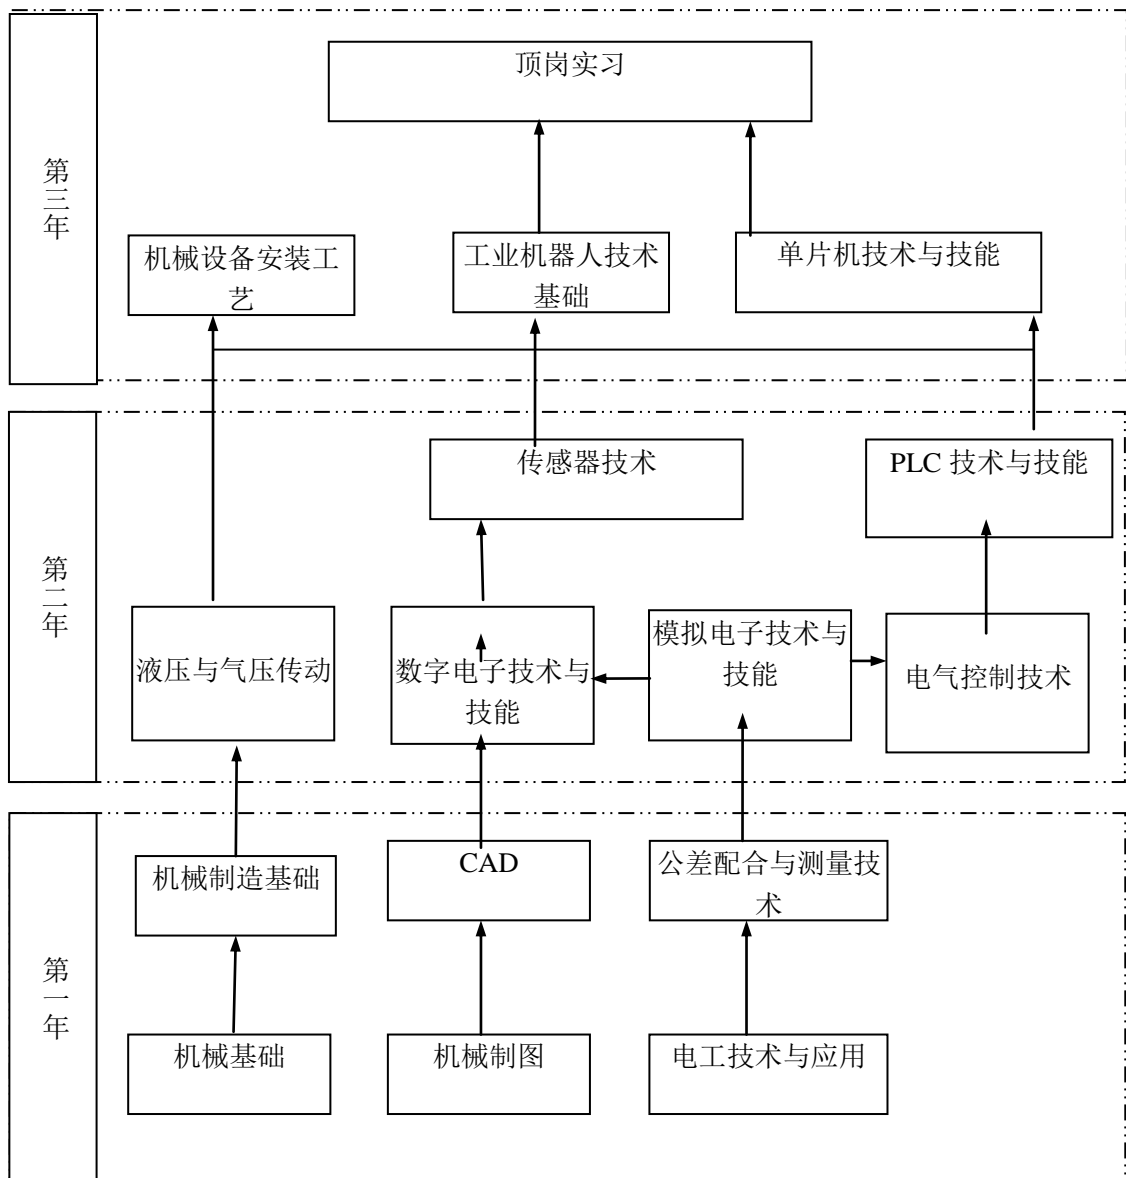 顶岗实习
第
三
年
机械设备安装工
艺
工业机器人技术
基础
单片机技术与技能
传感器技术
PLC 技术与技能
第
二
年
液压与气压传动
数字电子技术与
技能
模拟电子技术与
技能
电气控制技术
机械制造基础
CAD
公差配合与测量技
术
第
一
年
机械基础
机械制图
电工技术与应用